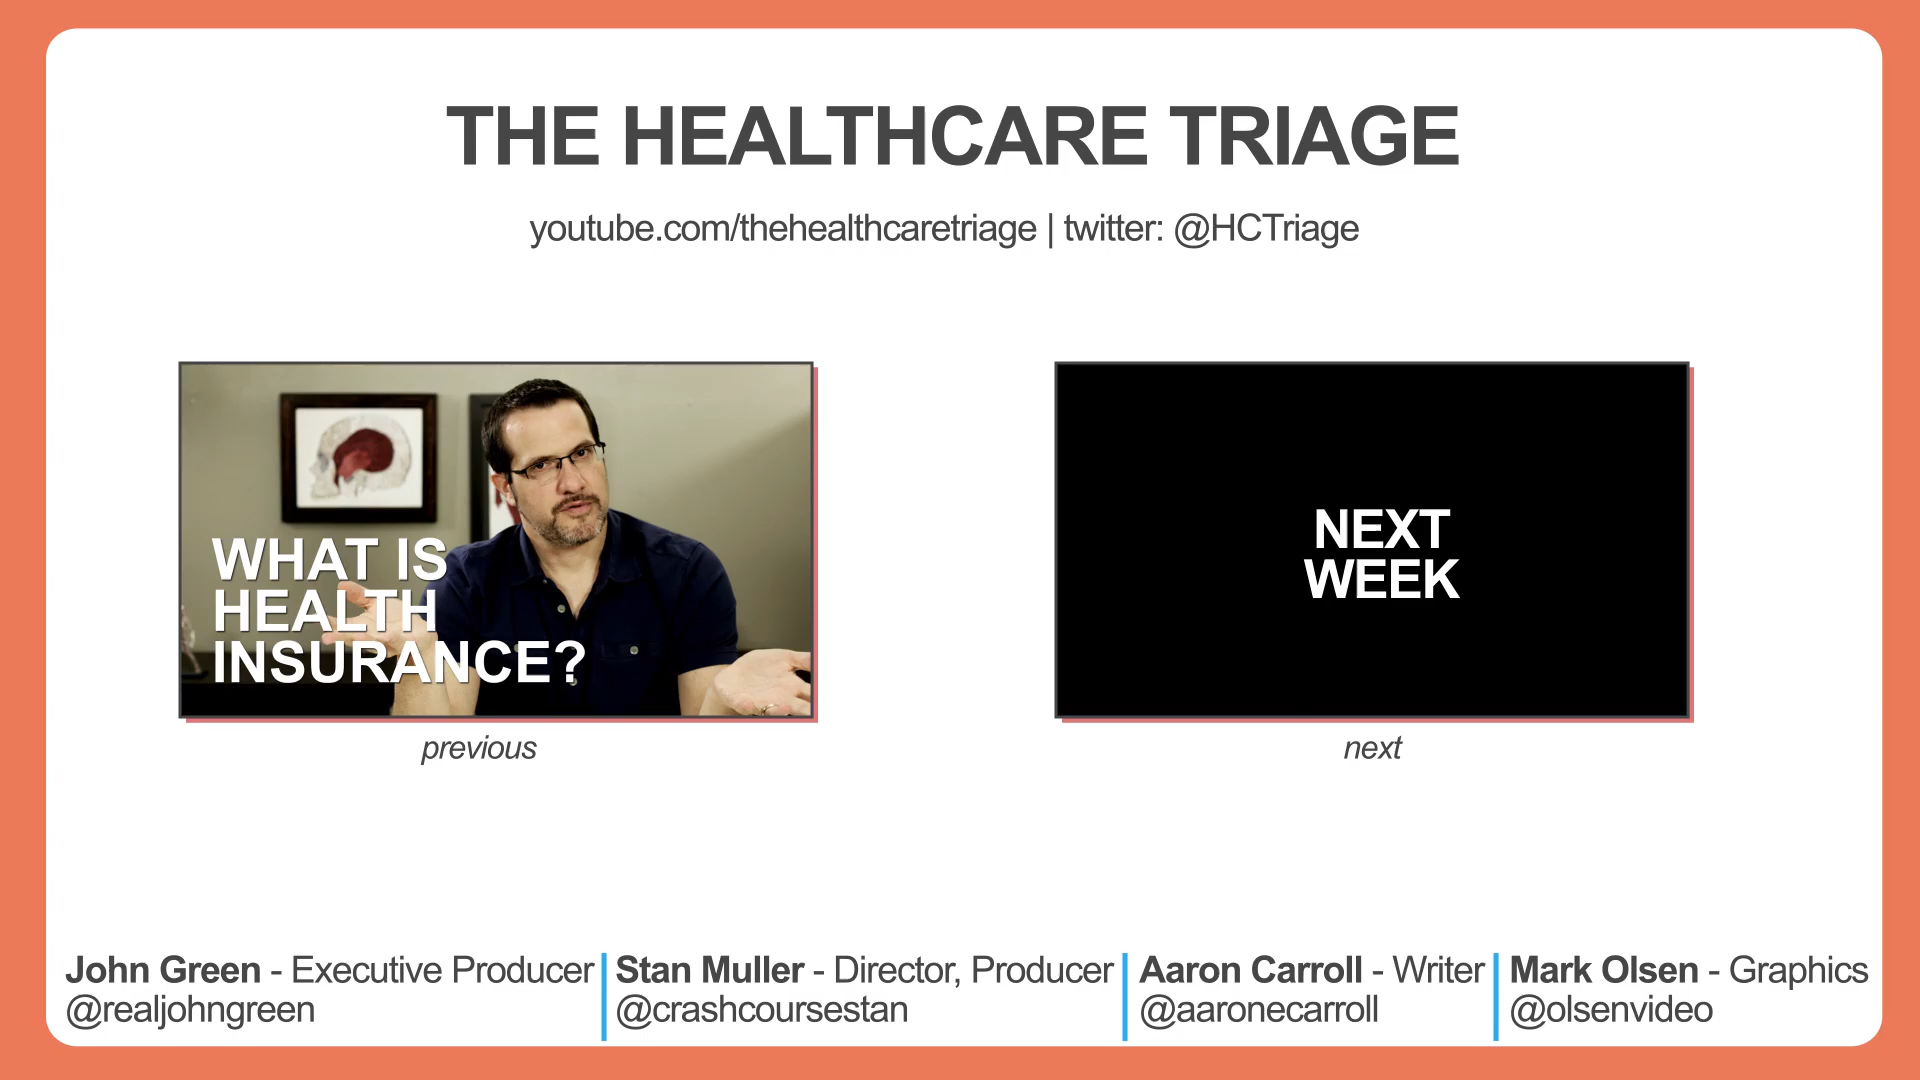 THE HEALTHCARE TRIAGE
youtube.com/thehealthcaretriage | twitter: @HCTriage
WHAT IS
HEALTH
INSURANCE?
previous
NEXT
WEEK
next
John Green - Executive Producer
@realjohngreen
Stan Muller - Director, Producer
@crashcoursestan
Aaron Carroll - Writer
@aaronecarroll
Mark Olsen - Graphics
@olsenvideo